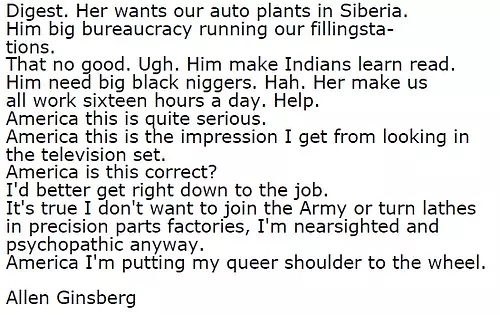 Digest. Her wants our auto plants in Siberia.
Him big bureaucracy running our fillingsta-
tions.
That no good. Ugh. Him make Indians learn read.
Him need big black niggers. Hah. Her make us
all work sixteen hours a day. Help.
America this is quite serious.
America this is the impression I get from looking in
the television set.
America is this correct?
I'd better get right down to the job.
It's true I don't want to join the Army or turn lathes
in precision parts factories, I'm nearsighted and
psychopathic anyway.
America I'm putting my queer shoulder to the wheel.
Allen Ginsberg